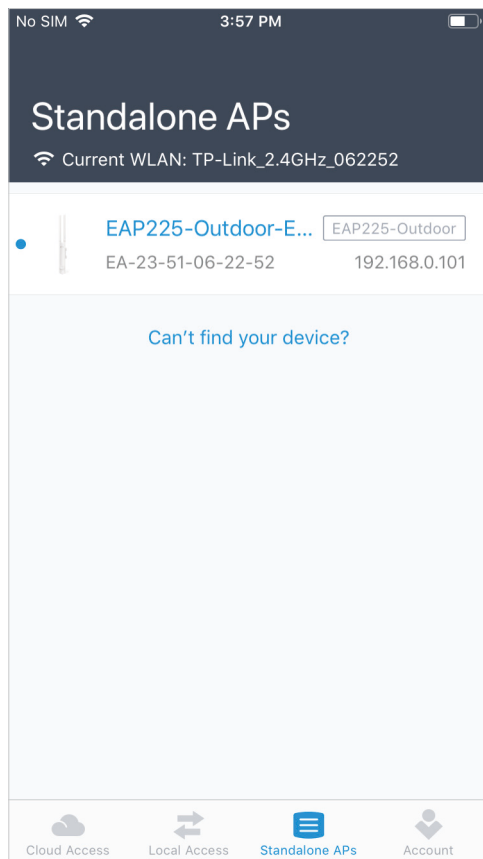 No SIM 3:57 PM
Standalone APs
Current WLAN: TP-Link_2.4GHz_062252
EAP225-Outdoor-E... EAP225-Outdoor
EA-23-51-06-22-52 192.168.0.101
Can't find your device?
Cloud Access Local Access Standalone APs Account